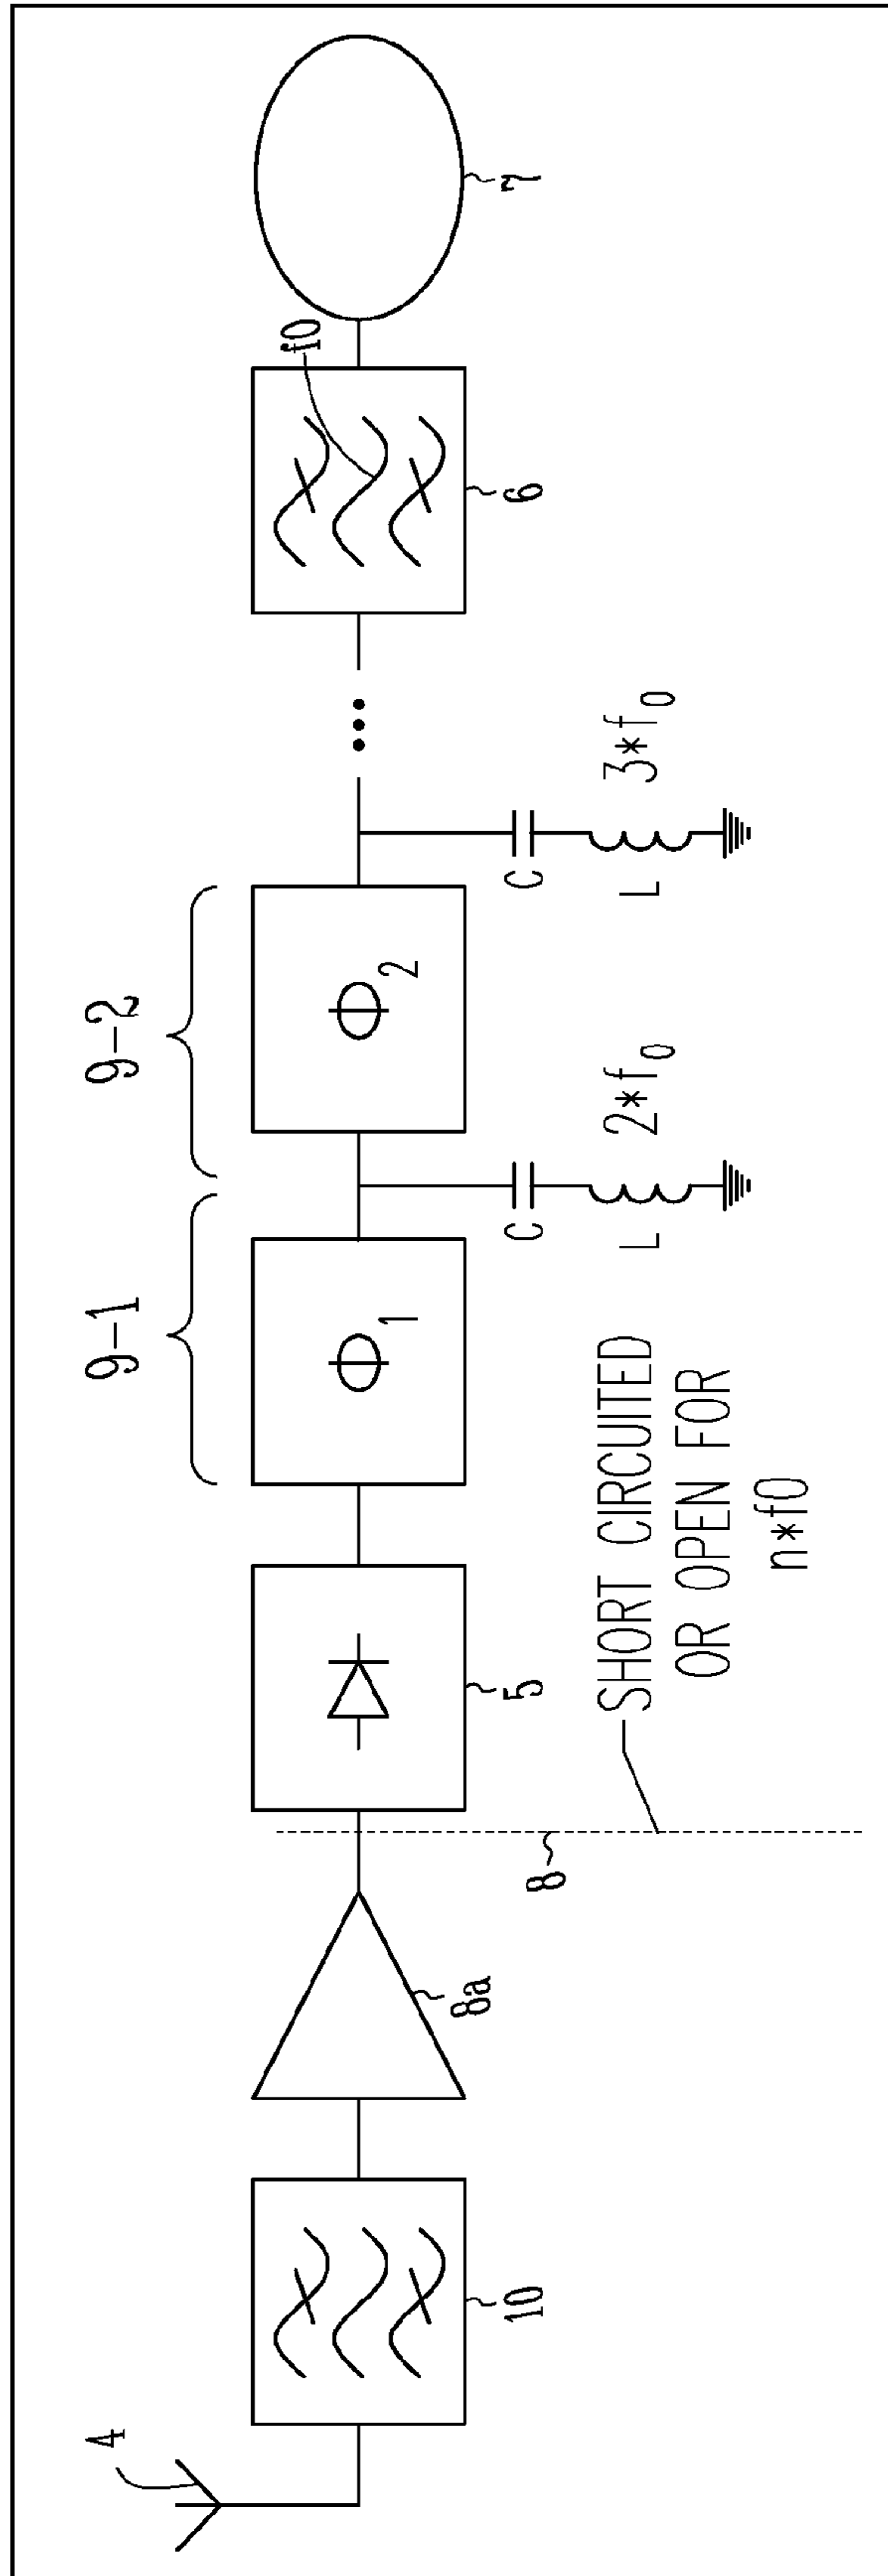 9-1
9-2
4
f0
ϕ1
ϕ2
10
8a
5
6
7
8
C
C
L
2*f0
L
3*f0
SHORT CIRCUITED
OR OPEN FOR
n*f0